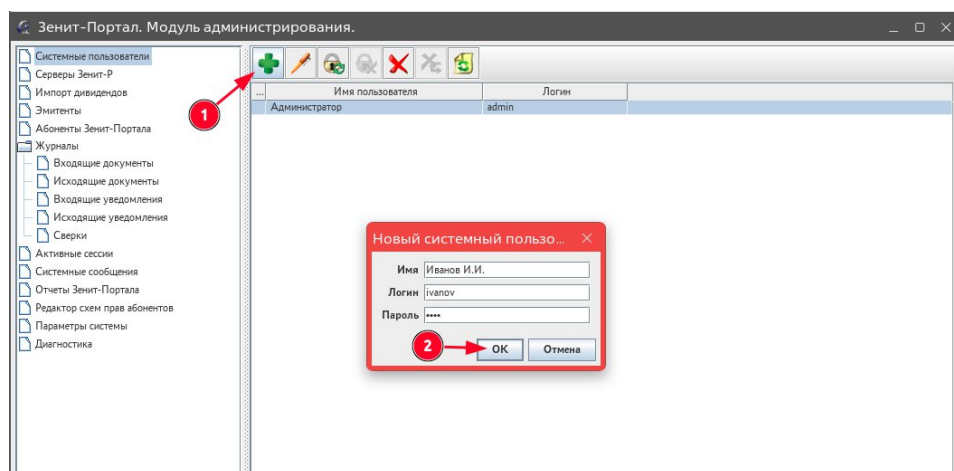 Зенит-Портал. Модуль администрирования.
Системные пользователи
Серверы Зенит-Р
Импорт дивидендов
Эмитенты
Абоненты Зенит-Портала
Журналы
Входящие документы
Исходящие документы
Входящие уведомления
Исходящие уведомления
Сверки
Активные сессии
Системные сообщения
Отчеты Зенит-Портала
Редактор схем прав абонентов
Параметры системы
Диагностика
1
... Имя пользователя Логин
Администратор admin
Новый системный пользо...
Имя Иванов И.И.
Логин ivanov
Пароль ••••
2
OK Отмена